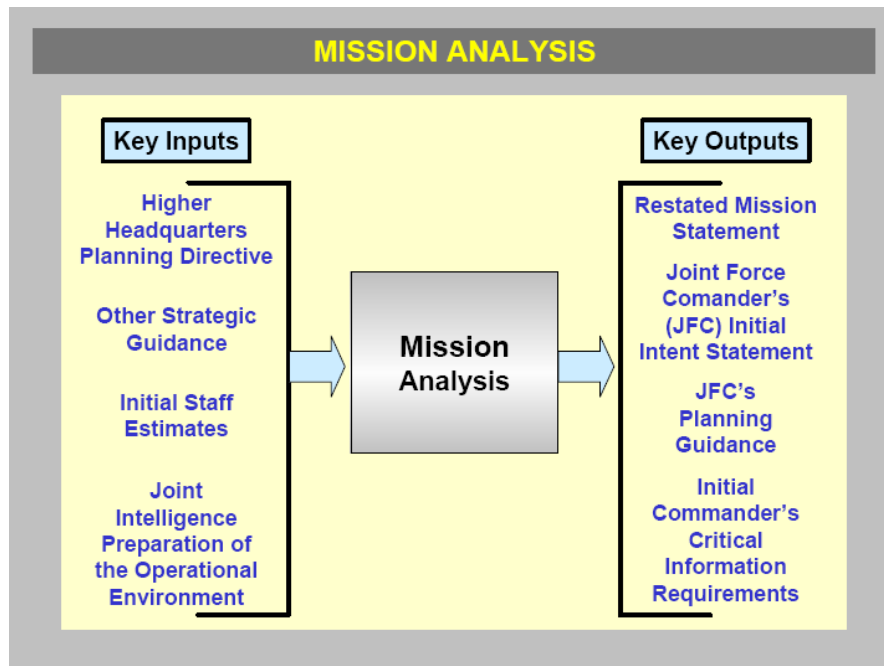 MISSION ANALYSIS
Key Inputs
Higher
Headquarters
Planning Directive
Other Strategic
Guidance
Initial Staff
Estimates
Joint
Intelligence
Preparation of
the Operational
Environment
Mission
Analysis
Key Outputs
Restated Mission
Statement
Joint Force
Comander’s
(JFC) Initial
Intent Statement
JFC’s
Planning
Guidance
Initial
Commander’s
Critical
Information
Requirements